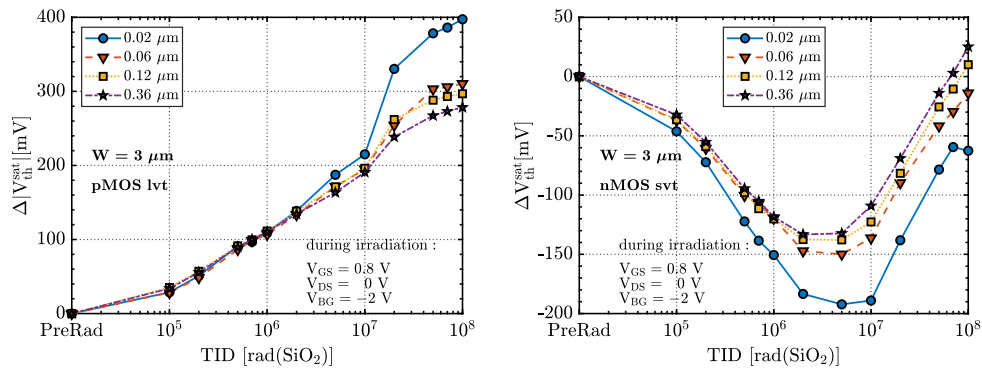 400
300
200
100
0
Δ|V_th^sat| [mV]
0.02 μm
0.06 μm
0.12 μm
0.36 μm
W = 3 μm
pMOS lvt
during irradiation :
V_GS = 0.8 V
V_DS = 0 V
V_BG = −2 V
PreRad 10^5 10^6 10^7 10^8
TID [rad(SiO_2)]
50
0
-50
-100
-150
-200
ΔV_th^sat [mV]
0.02 μm
0.06 μm
0.12 μm
0.36 μm
W = 3 μm
nMOS svt
during irradiation :
V_GS = 0.8 V
V_DS = 0 V
V_BG = −2 V
PreRad 10^5 10^6 10^7 10^8
TID [rad(SiO_2)]